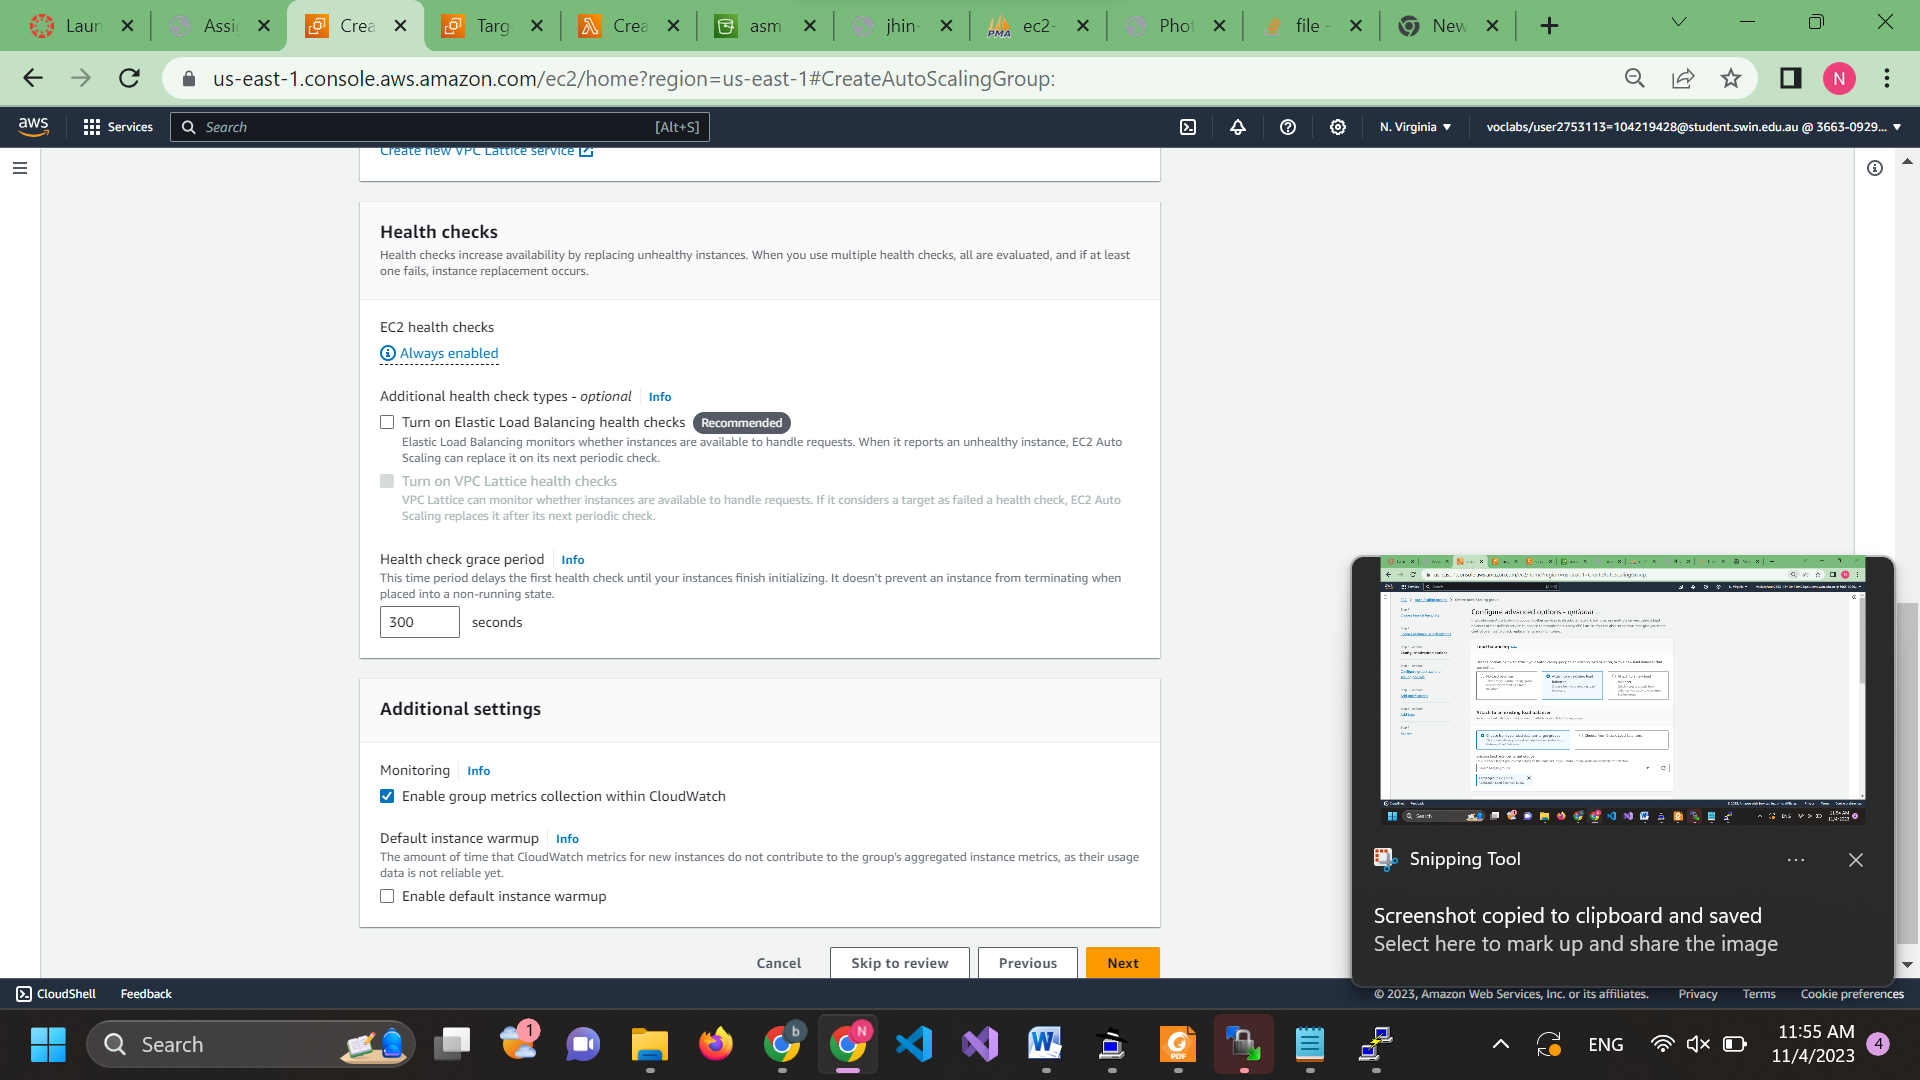 Laun
Assig
Crea
Targ
Crea
asm
jhin-
PMA
ec2-
Phot
file -
New
us-east-1.console.aws.amazon.com/ec2/home?region=us-east-1#CreateAutoScalingGroup:
N
aws
Services
Search
[Alt+S]
N. Virginia
voclabs/user2753113=104219428@student.swin.edu.au @ 3663-0929...
Create new VPC Lattice service
Health checks
Health checks increase availability by replacing unhealthy instances. When you use multiple health checks, all are evaluated, and if at least
one fails, instance replacement occurs.
EC2 health checks
Always enabled
Additional health check types - optional
Info
Turn on Elastic Load Balancing health checks
Recommended
Elastic Load Balancing monitors whether instances are available to handle requests. When it reports an unhealthy instance, EC2 Auto
Scaling can replace it on its next periodic check.
Turn on VPC Lattice health checks
VPC Lattice can monitor whether instances are available to handle requests. If it considers a target as failed a health check, EC2 Auto
Scaling replaces it after its next periodic check.
Health check grace period
Info
This time period delays the first health check until your instances finish initializing. It doesn't prevent an instance from terminating when
placed into a non-running state.
300
seconds
Additional settings
Monitoring
Info
Enable group metrics collection within CloudWatch
Default instance warmup
Info
The amount of time that CloudWatch metrics for new instances do not contribute to the group's aggregated instance metrics, as their usage
data is not reliable yet.
Enable default instance warmup
Cancel
Skip to review
Previous
Next
Configure advanced options - optional
Snipping Tool
Screenshot copied to clipboard and saved
Select here to mark up and share the image
CloudShell
Feedback
© 2023, Amazon Web Services, Inc. or its affiliates.
Privacy
Terms
Cookie preferences
Search
1
b
N
PDF
ENG
11:55 AM
11/4/2023
4